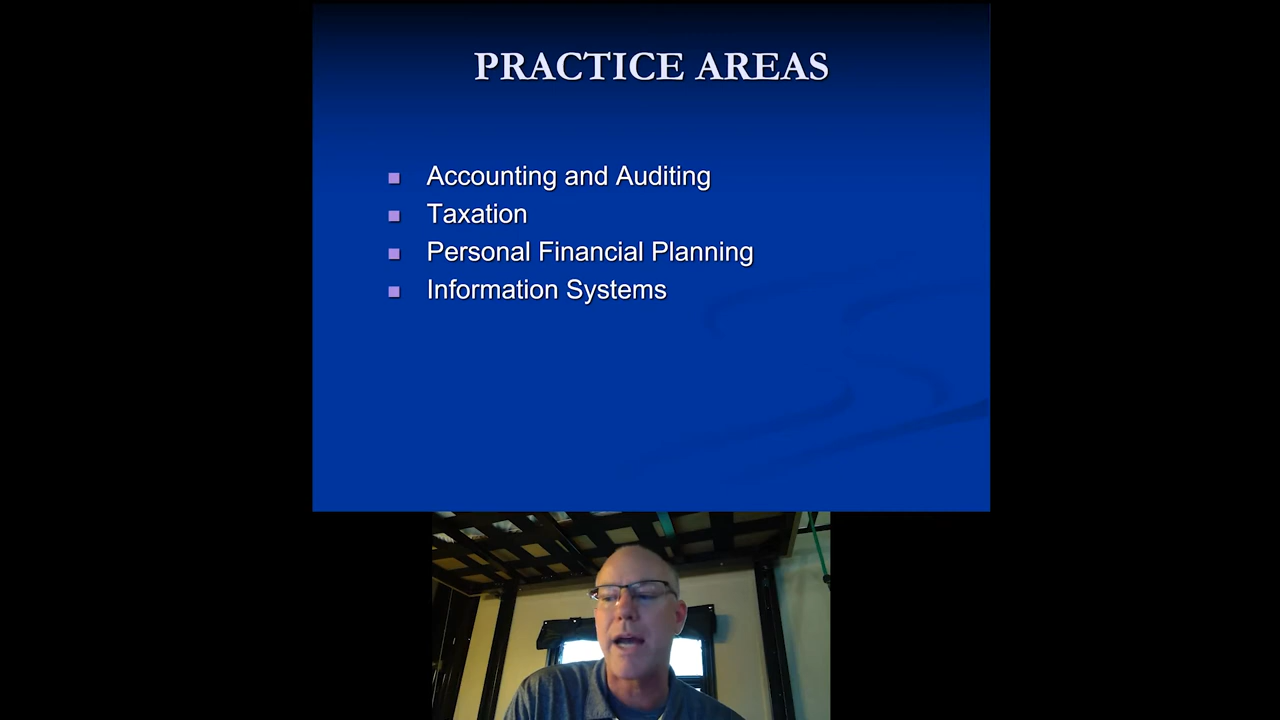 PRACTICE AREAS
Accounting and Auditing
Taxation
Personal Financial Planning
Information Systems